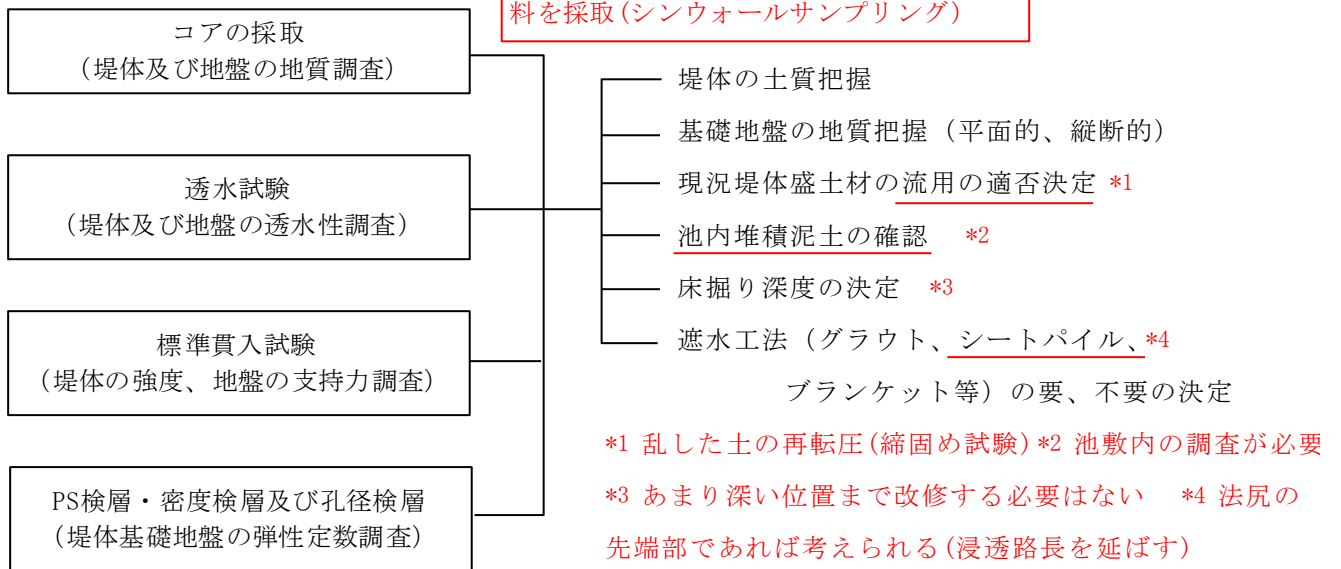 料を採取(シンウォールサンプリング)
コアの採取
(堤体及び地盤の地質調査)
透水試験
(堤体及び地盤の透水性調査)
標準貫入試験
(堤体の強度、地盤の支持力調査)
PS検層・密度検層及び孔径検層
(堤体基礎地盤の弾性定数調査)
堤体の土質把握
基礎地盤の地質把握(平面的、縦断的)
現況堤体盛土材の流用の適否決定 *1
池内堆積泥土の確認 *2
床掘り深度の決定 *3
遮水工法(グラウト、シートパイル、*4
ブランケット等)の要、不要の決定
*1 乱した土の再転圧(締固め試験)*2 池敷内の調査が必要
*3 あまり深い位置まで改修する必要はない *4 法尻の
先端部であれば考えられる(浸透路長を延ばす)